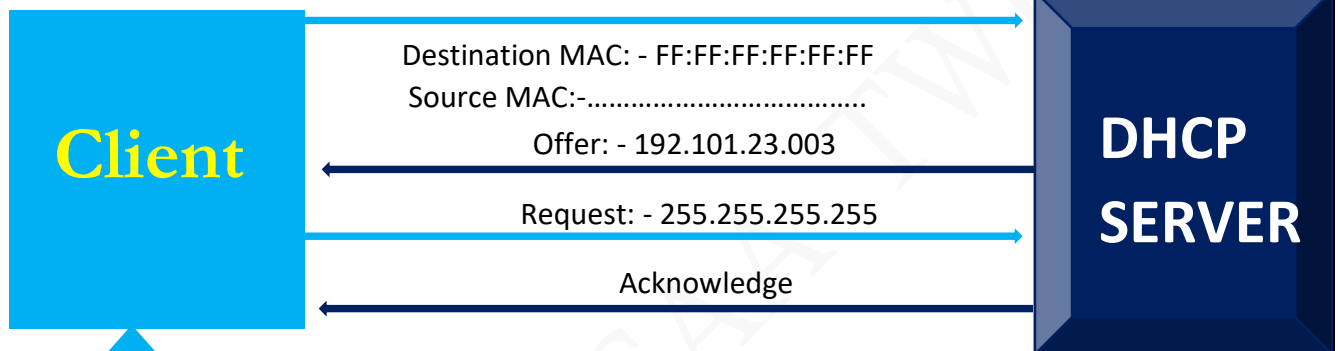 Destination MAC: - FF:FF:FF:FF:FF:FF
Source MAC:-………………………………..
Offer: - 192.101.23.003
Request: - 255.255.255.255
Acknowledge
Client
DHCP
SERVER